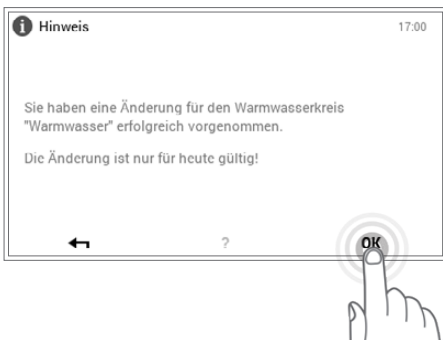 Hinweis 17:00
Sie haben eine Änderung für den Warmwasserkreis
"Warmwasser" erfolgreich vorgenommen.
Die Änderung ist nur für heute gültig!
? OK